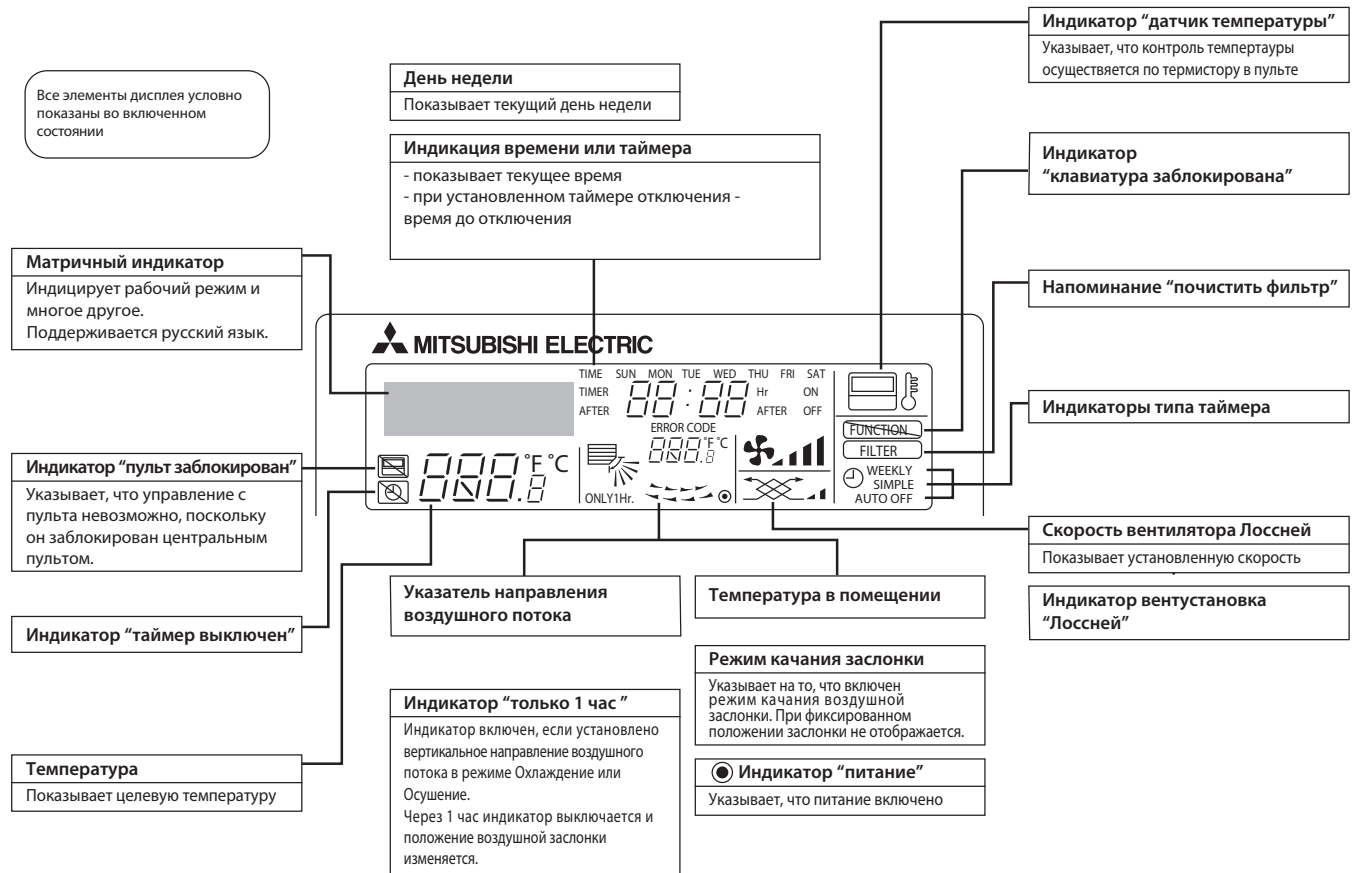 Все элементы дисплея условно
показаны во включенном
состоянии
День недели
Показывает текущий день недели
Индикация времени или таймера
- показывает текущее время
- при установленном таймере отключения -
время до отключения
Индикатор “датчик температуры”
Указывает, что контроль темпертауры
осуществяется по термистору в пульте
Индикатор
“клавиатура заблокирована”
Напоминание “почистить фильтр”
Индикаторы типа таймера
Скорость вентилятора Лоссней
Показывает установленную скорость
Индикатор вентустановка
“Лоссней”
Матричный индикатор
Индицирует рабочий режим и
многое другое.
Поддерживается русский язык.
Индикатор “пульт заблокирован”
Указывает, что управление с
пульта невозможно, поскольку
он заблокирован центральным
пультом.
Индикатор “таймер выключен”
Температура
Показывает целевую температуру
MITSUBISHI ELECTRIC
TIME SUN MON TUE WED THU FRI SAT
TIMER 88:88 Hr ON
AFTER AFTER OFF
ERROR CODE
FUNCTION
FILTER
°F °C
888.8 °F °C
ONLY1Hr.
WEEKLY
SIMPLE
AUTO OFF
Указатель направления
воздушного потока
Температура в помещении
Индикатор “только 1 час ”
Индикатор включен, если установлено
вертикальное направление воздушного
потока в режиме Охлаждение или
Осушение.
Через 1 час индикатор выключается и
положение воздушной заслонки
изменяется.
Режим качания заслонки
Указывает на то, что включен
режим качания воздушной
заслонки. При фиксированном
положении заслонки не отображается.
Индикатор “питание”
Указывает, что питание включено